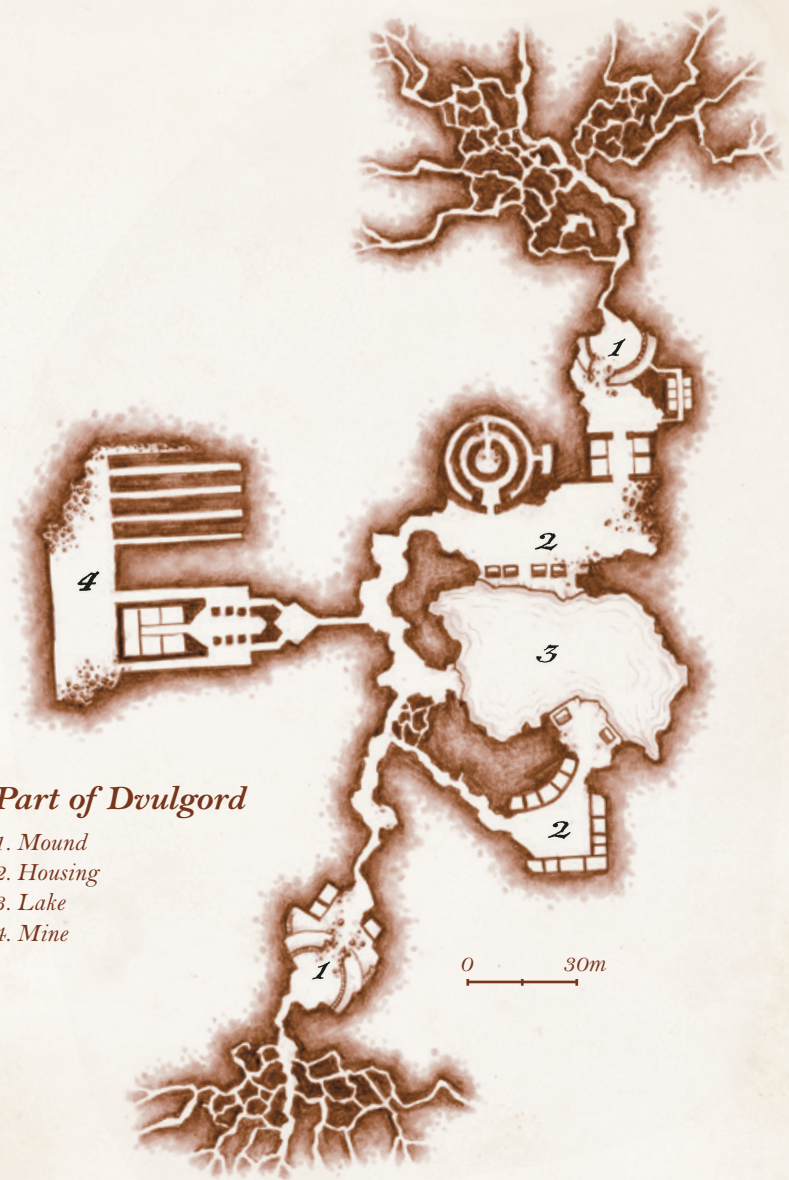 1
2
4
3
Part of Dvulgord
1. Mound
2. Housing
3. Lake
4. Mine
2
1
0 30m